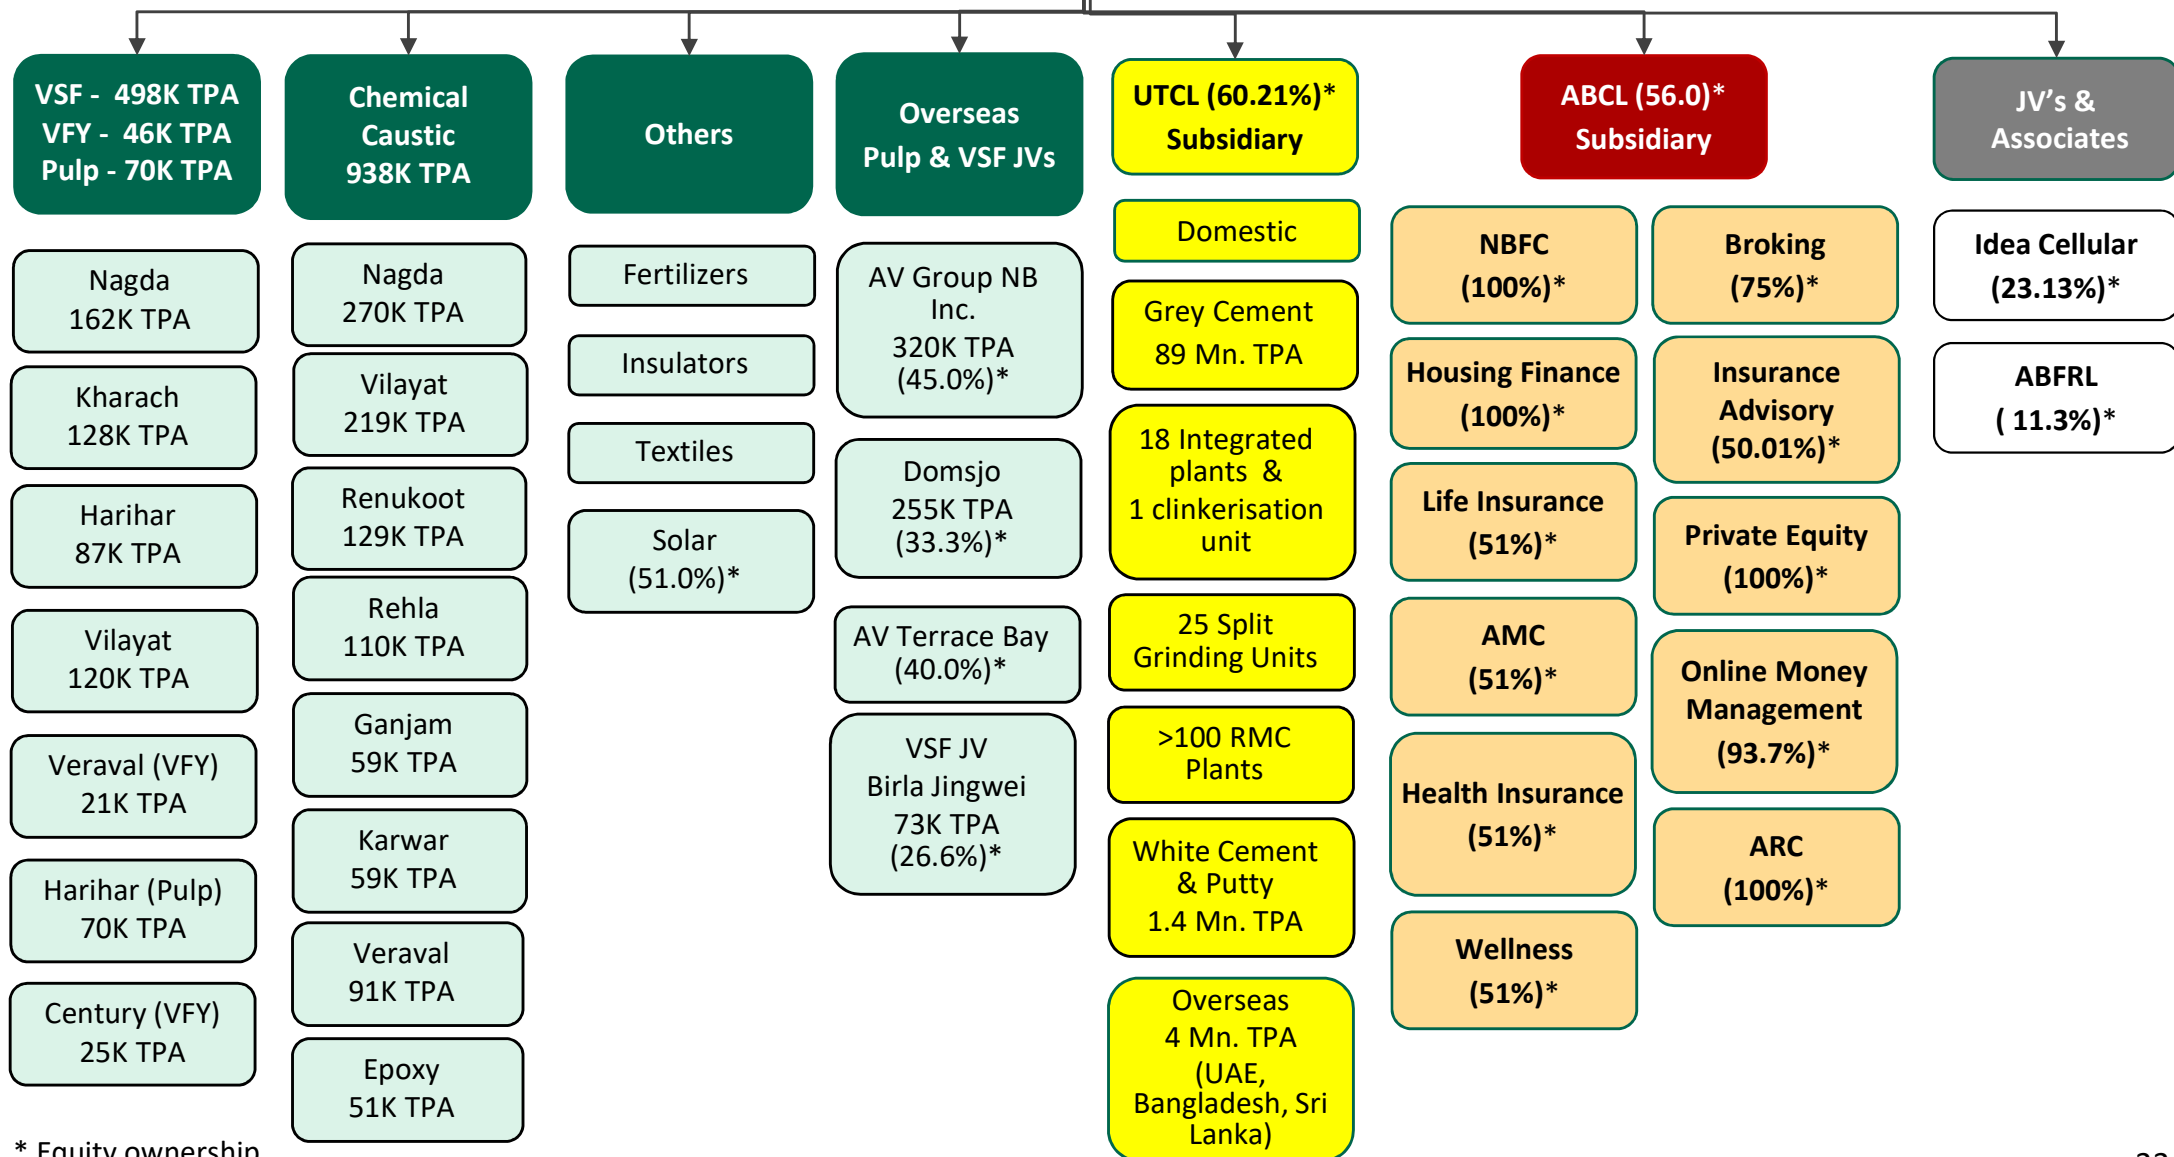 VSF - 498K TPA
VFY - 46K TPA
Pulp - 70K TPA
Nagda
162K TPA
Kharach
128K TPA
Harihar
87K TPA
Vilayat
120K TPA
Veraval (VFY)
21K TPA
Harihar (Pulp)
70K TPA
Century (VFY)
25K TPA
Chemical
Caustic
938K TPA
Nagda
270K TPA
Vilayat
219K TPA
Renukoot
129K TPA
Rehla
110K TPA
Ganjam
59K TPA
Karwar
59K TPA
Veraval
91K TPA
Epoxy
51K TPA
Others
Fertilizers
Insulators
Textiles
Solar
(51.0%)*
Overseas
Pulp & VSF JVs
AV Group NB
Inc.
320K TPA
(45.0%)*
Domsjo
255K TPA
(33.3%)*
AV Terrace Bay
(40.0%)*
VSF JV
Birla Jingwei
73K TPA
(26.6%)*
UTCL (60.21%)*
Subsidiary
Domestic
Grey Cement
89 Mn. TPA
18 Integrated
plants &
1 clinkerisation
unit
25 Split
Grinding Units
>100 RMC
Plants
White Cement
& Putty
1.4 Mn. TPA
Overseas
4 Mn. TPA
(UAE,
Bangladesh, Sri
Lanka)
ABCL (56.0)*
Subsidiary
NBFC
(100%)*
Housing Finance
(100%)*
Life Insurance
(51%)*
AMC
(51%)*
Health Insurance
(51%)*
Wellness
(51%)*
Broking
(75%)*
Insurance
Advisory
(50.01%)*
Private Equity
(100%)*
Online Money
Management
(93.7%)*
ARC
(100%)*
JV's &
Associates
Idea Cellular
(23.13%)*
ABFRL
( 11.3%)*
* Equity ownership